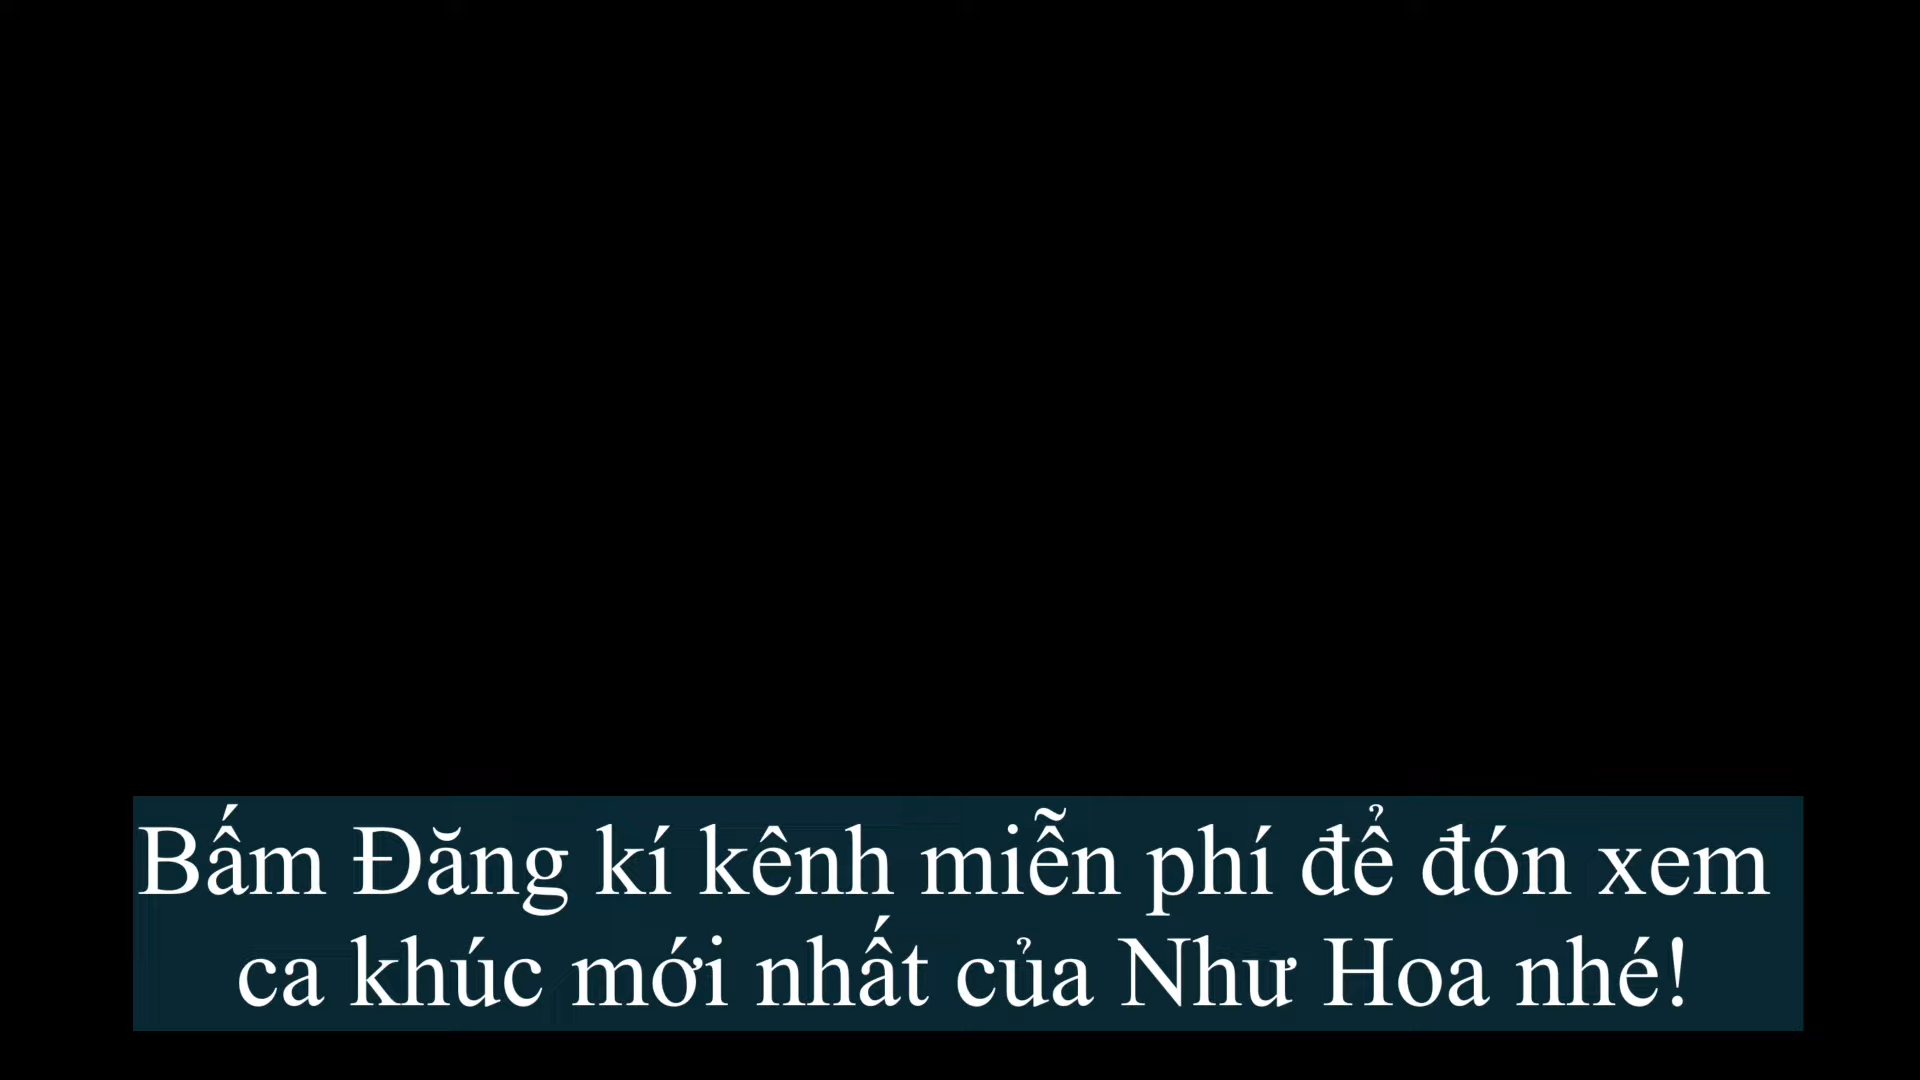 Bấm Đăng kí kênh miễn phí để đón xem
ca khúc mới nhất của Như Hoa nhé!